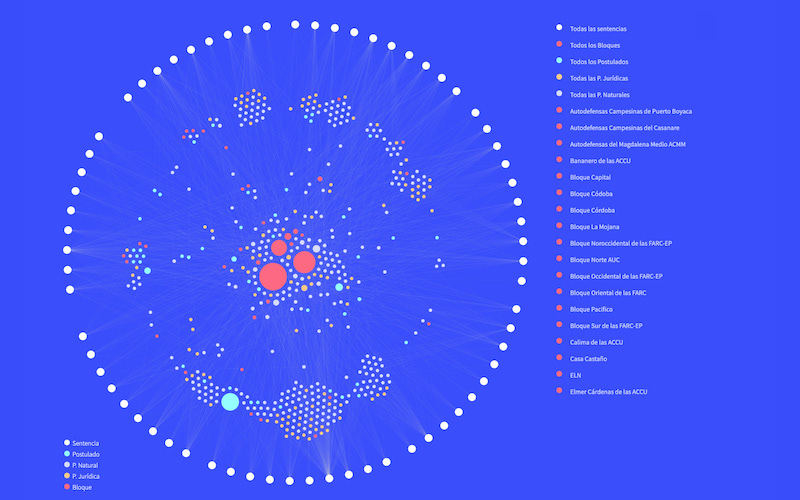 Todas las sentencias
Todos los Bloques
Todos los Postulados
Todas las P. Jurídicas
Todas las P. Naturales
Autodefensas Campesinas de Puerto Boyaca
Autodefensas Campesinas del Casanare
Autodefensas del Magdalena Medio ACMM
Bananero de las ACCU
Bloque Capital
Bloque Códoba
Bloque Córdoba
Bloque La Mojana
Bloque Noroccidental de las FARC-EP
Bloque Norte AUC
Bloque Occidental de las FARC-EP
Bloque Oriental de las FARC
Bloque Pacífico
Bloque Sur de las FARC-EP
Calima de las ACCU
Casa Castaño
ELN
Elmer Cárdenas de las ACCU
Sentencia
Postulado
P. Natural
P. Jurídica
Bloque